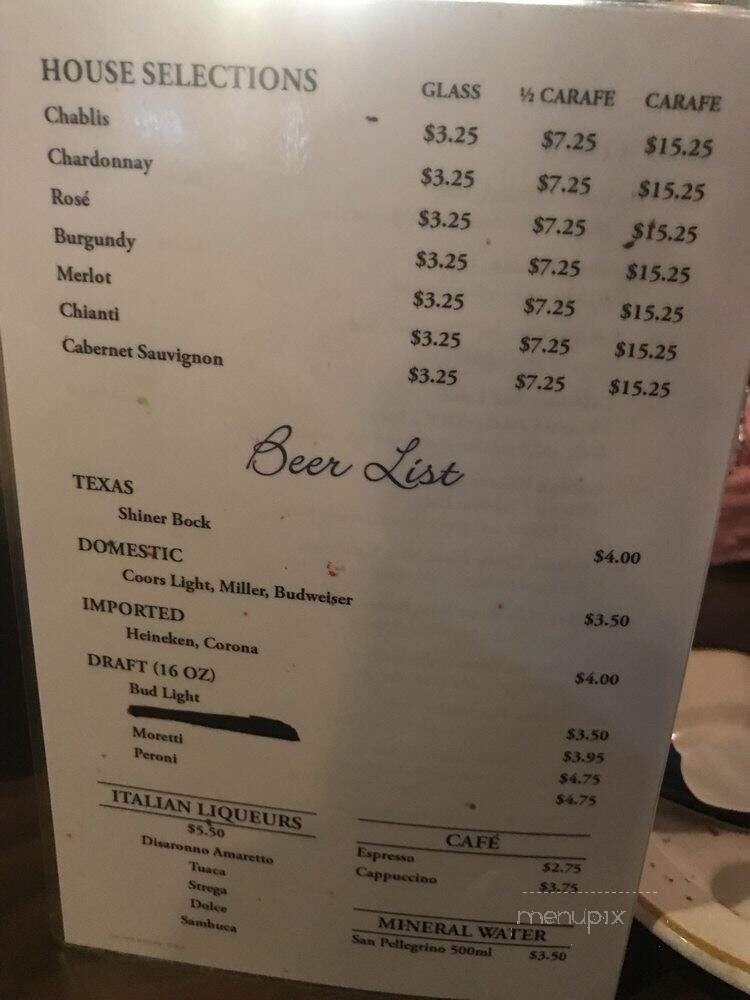 HOUSE SELECTIONS GLASS ½ CARAFE CARAFE
Chablis $3.25 $7.25 $15.25
Chardonnay $3.25 $7.25 $15.25
Rosé $3.25 $7.25 $15.25
Burgundy $3.25 $7.25 $15.25
Merlot $3.25 $7.25 $15.25
Chianti $3.25 $7.25 $15.25
Cabernet Sauvignon $3.25 $7.25 $15.25
Beer List
TEXAS
Shiner Bock $4.00
DOMESTIC
Coors Light, Miller, Budweiser $3.50
IMPORTED
Heineken, Corona $4.00
DRAFT (16 OZ)
Bud Light $3.50
$3.95
Moretti $4.75
Peroni $4.75
ITALIAN LIQUEURS
$5.50
Disaronno Amaretto
Tuaca
Strega
Dolce
Sambuca
CAFÉ
Espresso $2.75
Cappuccino $3.75
MINERAL WATER
San Pellegrino 500ml $3.50
menupix